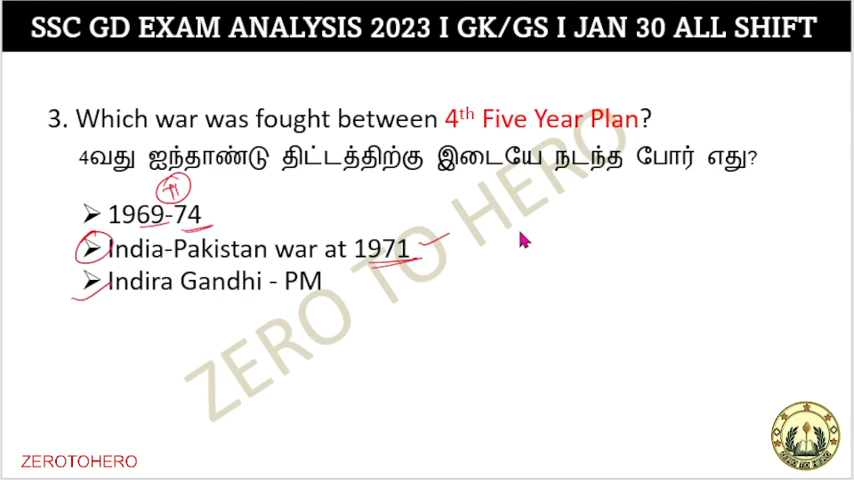 SSC GD EXAM ANALYSIS 2023 I GK/GS I JAN 30 ALL SHIFT
3. Which war was fought between 4th Five Year Plan?
4வது ஐந்தாண்டு திட்டத்திற்கு இடையே நடந்த போர் எது?
➢ 1969-74
➢ India-Pakistan war at 1971
➢ Indira Gandhi - PM
ZERO TO HERO
ZEROTOHERO